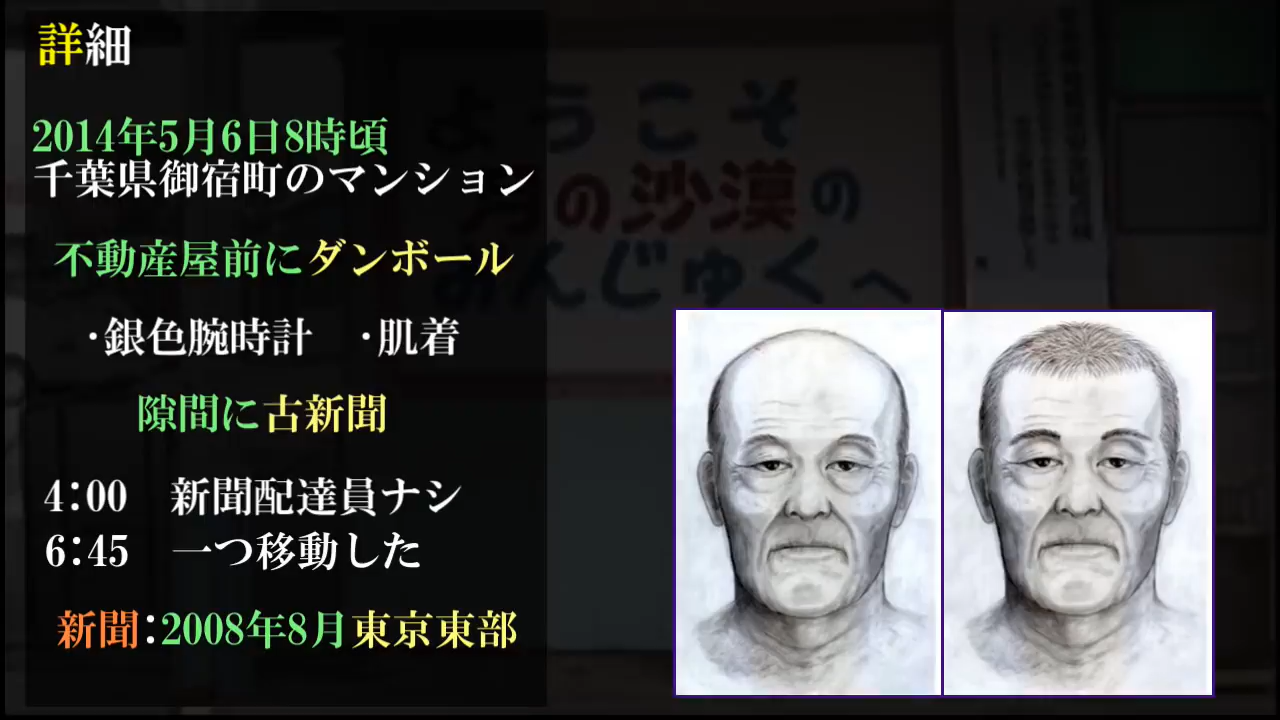 詳細
2014年5月6日8時頃
千葉県御宿町のマンション
不動産屋前にダンボール
・銀色腕時計　・肌着
隙間に古新聞
4:00　新聞配達員ナシ
6:45　一つ移動した
新聞:2008年8月東京東部
ようこそ
月の沙漠の
おんじゅくへ